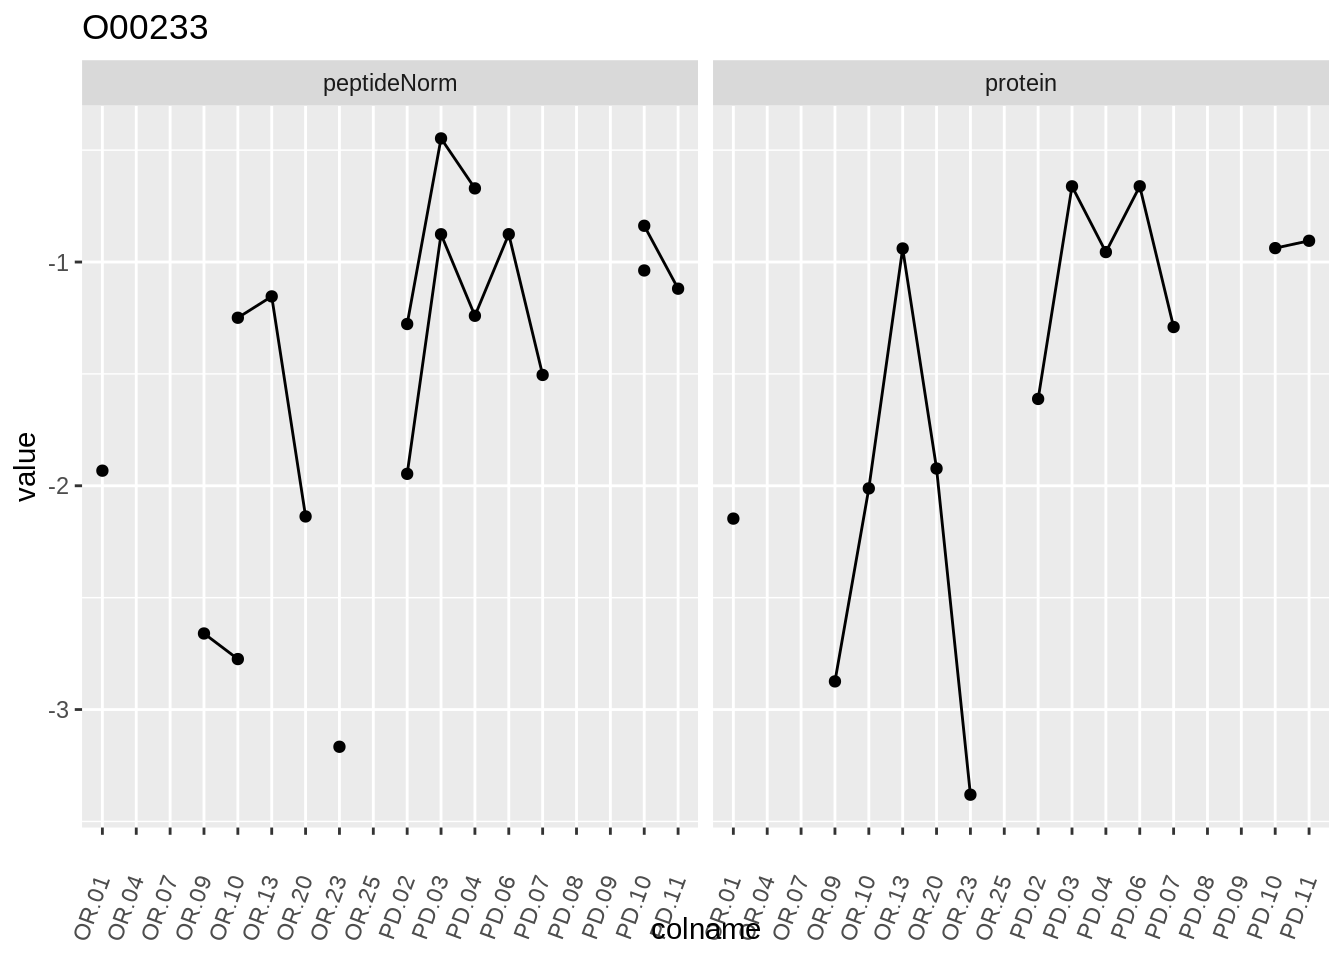 O00233
peptideNorm protein
value
-1
-2
-3
OR.01 OR.04 OR.07 OR.09 OR.10 OR.13 OR.20 OR.23 OR.25 PD.02 PD.03 PD.04 PD.06 PD.07 PD.08 PD.09 PD.10 PD.11 OR.01 OR.04 OR.07 OR.09 OR.10 OR.13 OR.20 OR.23 OR.25 PD.02 PD.03 PD.04 PD.06 PD.07 PD.08 PD.09 PD.10 PD.11
colname